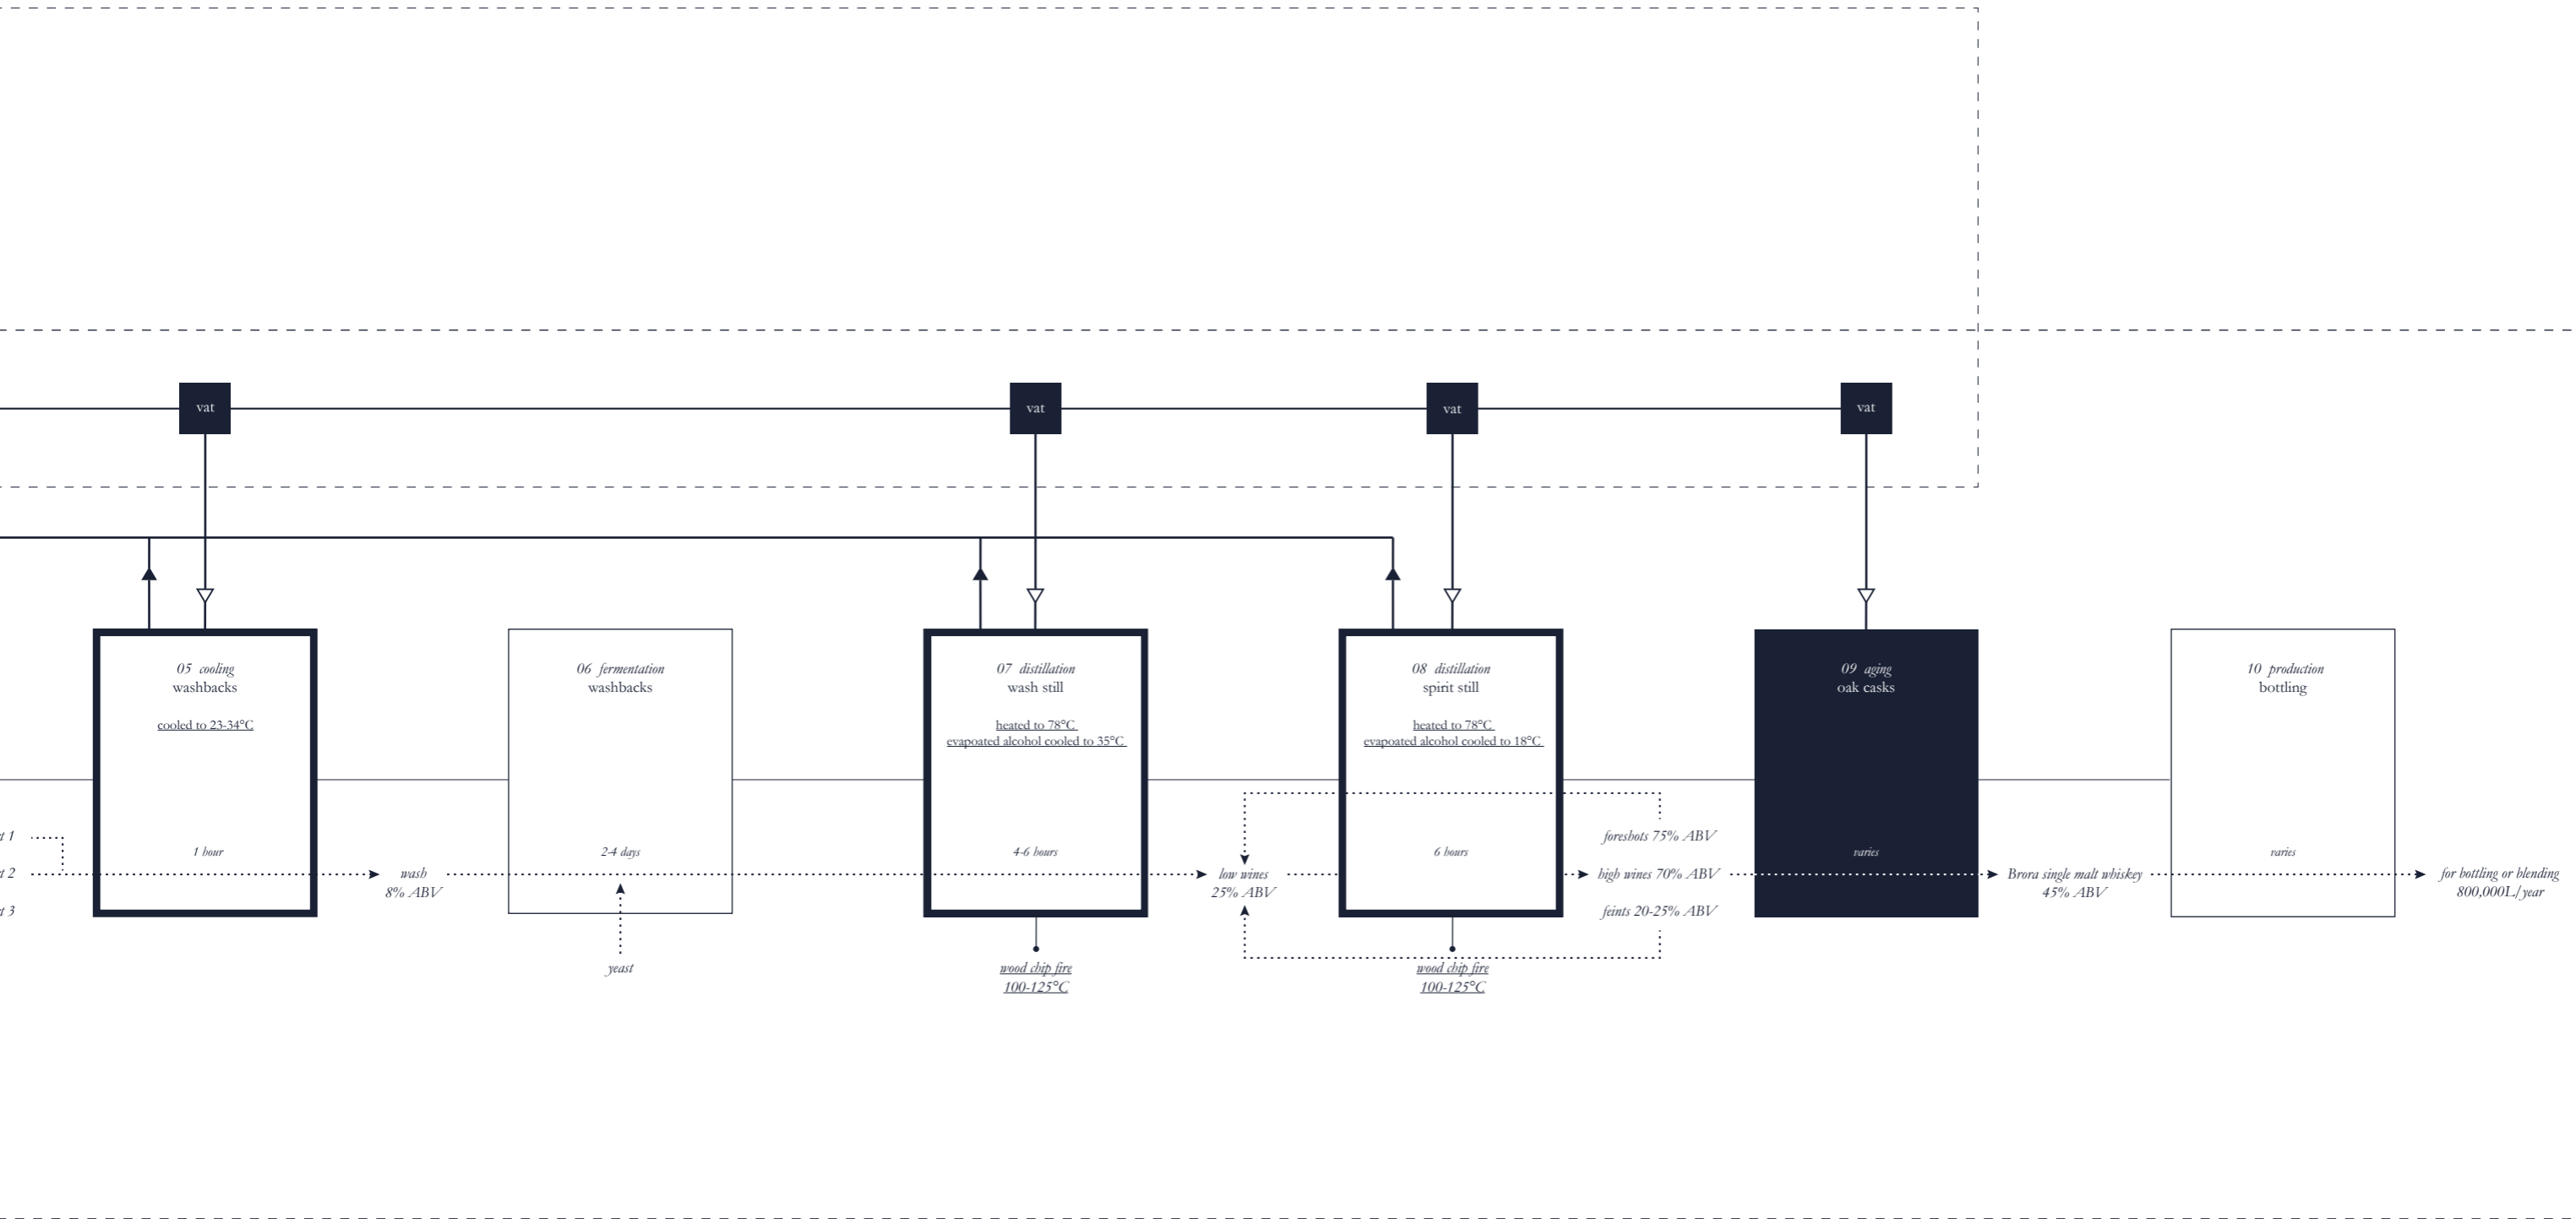 vat
vat
vat
vat
05 cooling
washbacks
cooled to 23-34°C
1 hour
06 fermentation
washbacks
2-4 days
07 distillation
wash still
heated to 78°C
evapoated alcohol cooled to 35°C
4-6 hours
08 distillation
spirit still
heated to 78°C
evapoated alcohol cooled to 18°C
6 hours
09 aging
oak casks
varies
10 production
bottling
varies
t 1
t 2
t 3
wash
8% ABV
yeast
low wines
25% ABV
wood chip fire
100-125°C
wood chip fire
100-125°C
foreshots 75% ABV
high wines 70% ABV
feints 20-25% ABV
Brora single malt whiskey
45% ABV
for bottling or blending
800,000L/year